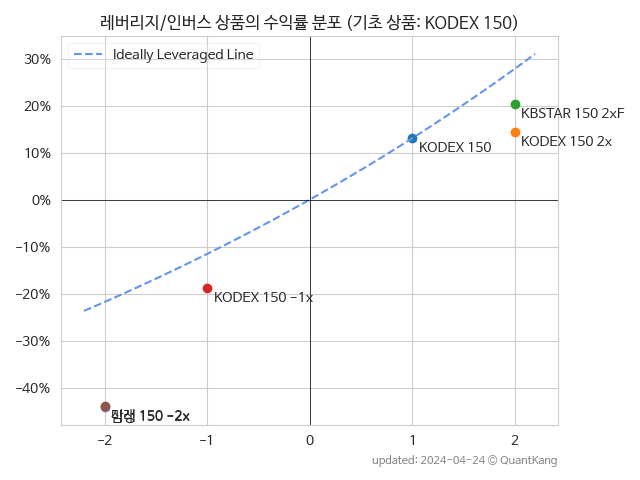 레버리지/인버스 상품의 수익률 분포 (기초 상품: KODEX 150)
Ideally Leveraged Line
30%
20%
10%
0%
-10%
-20%
-30%
-40%
KBSTAR 150 2xF
KODEX 150 2x
KODEX 150
KODEX 150 -1x
150 -2x
-2
-1
0
1
2
updated: 2024-04-24 © QuantKang